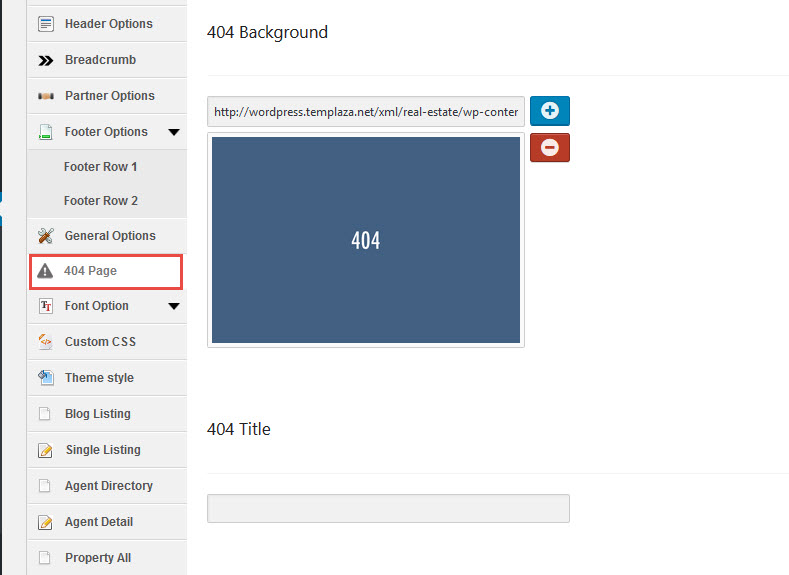 Header Options
Breadcrumb
Partner Options
Footer Options
Footer Row 1
Footer Row 2
General Options
404 Page
Font Option
Custom CSS
Theme style
Blog Listing
Single Listing
Agent Directory
Agent Detail
Property All
404 Background
http://wordpress.templaza.net/xml/real-estate/wp-conter
404
404 Title